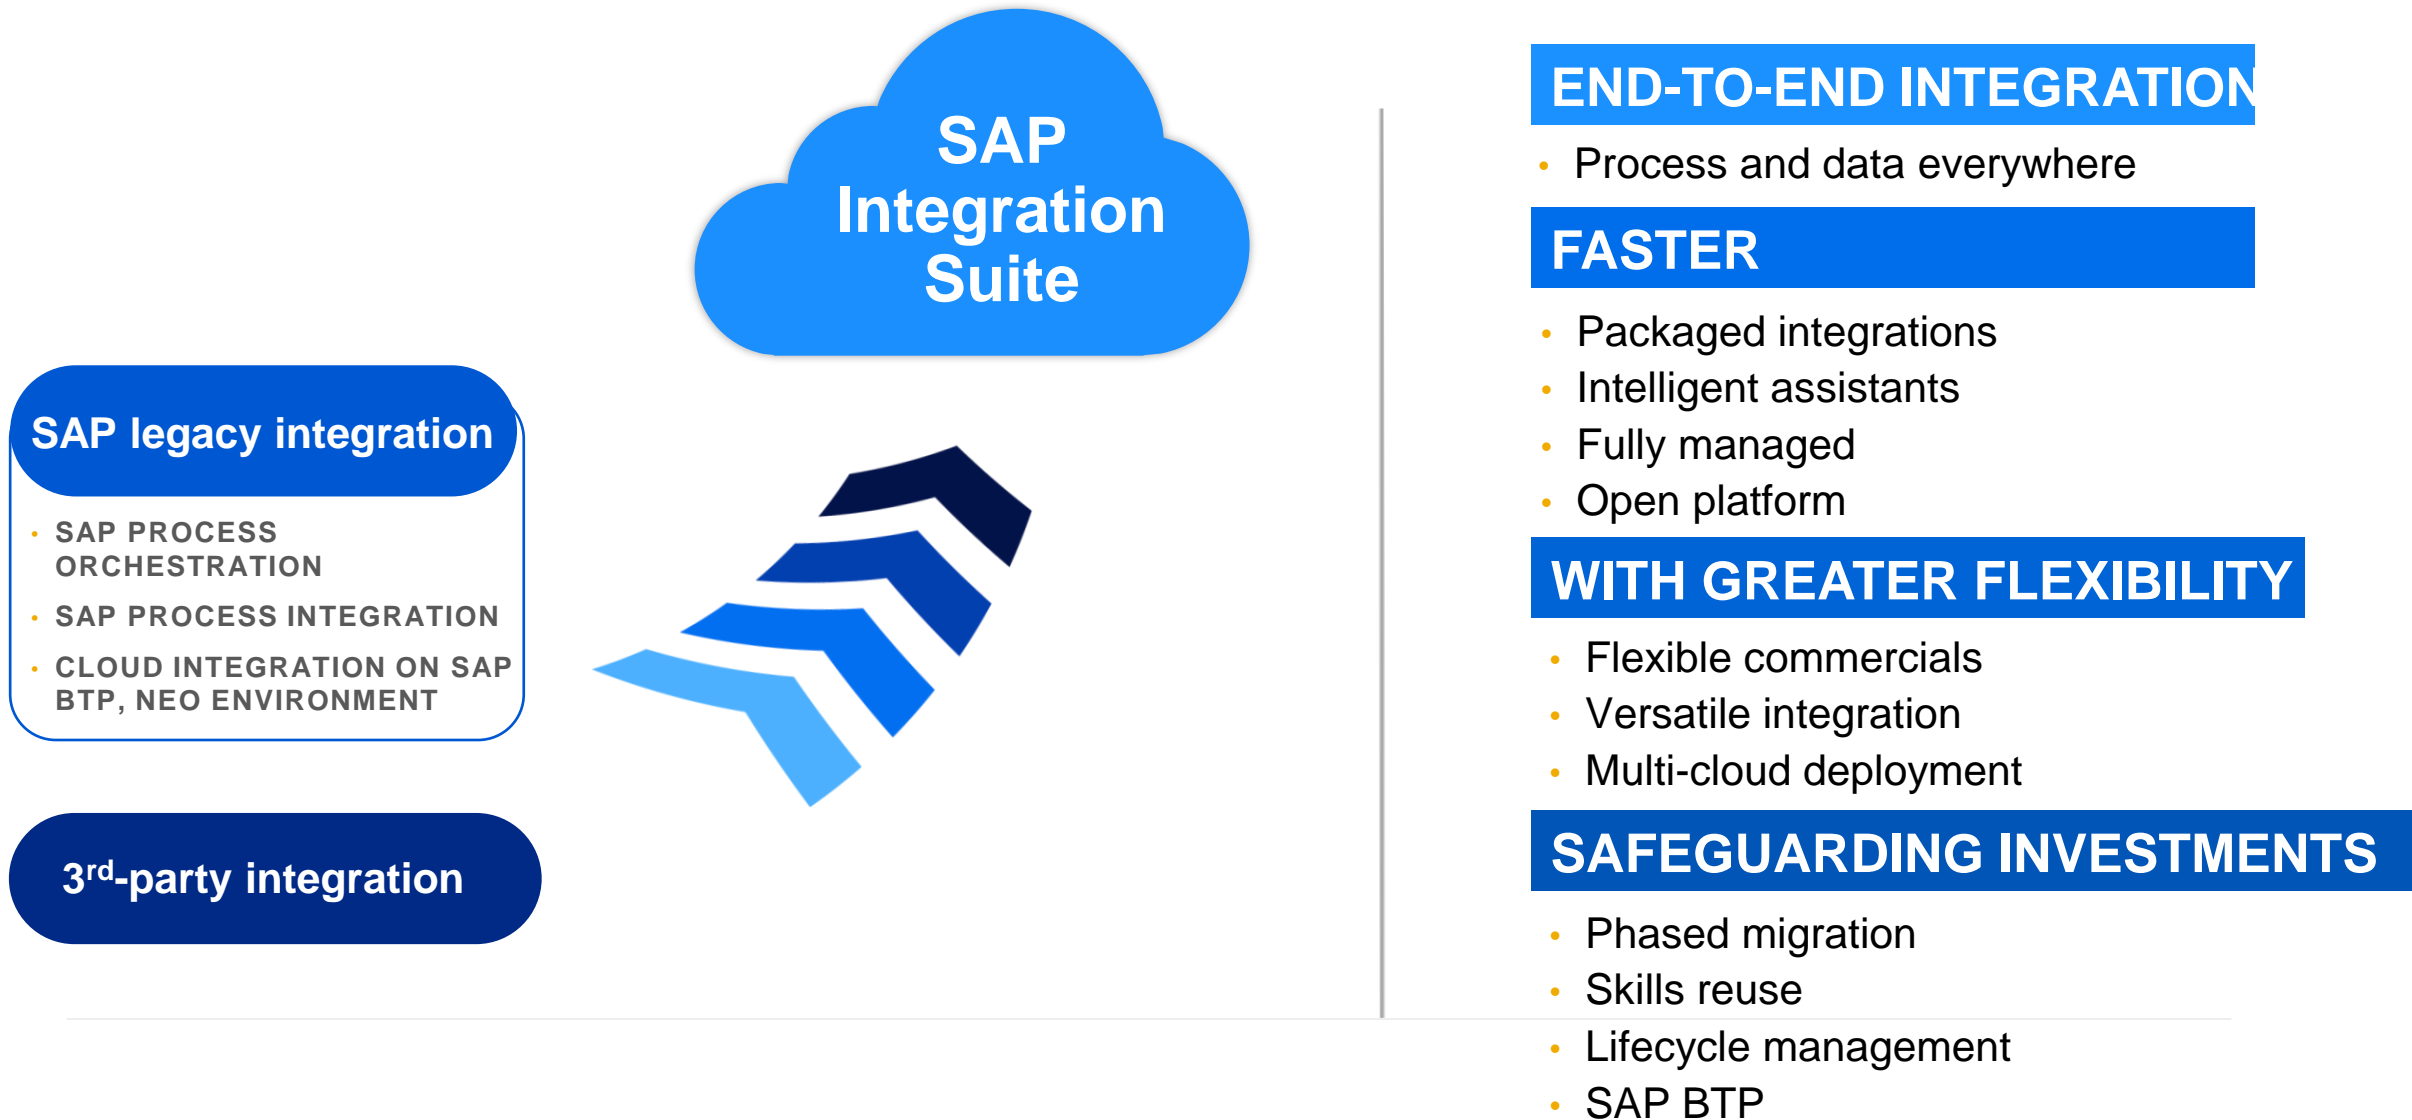 SAP
Integration
Suite
SAP legacy integration
• SAP PROCESS
ORCHESTRATION
• SAP PROCESS INTEGRATION
• CLOUD INTEGRATION ON SAP
BTP, NEO ENVIRONMENT
3rd-party integration
END-TO-END INTEGRATION
• Process and data everywhere
FASTER
• Packaged integrations
• Intelligent assistants
• Fully managed
• Open platform
WITH GREATER FLEXIBILITY
• Flexible commercials
• Versatile integration
• Multi-cloud deployment
SAFEGUARDING INVESTMENTS
• Phased migration
• Skills reuse
• Lifecycle management
• SAP BTP